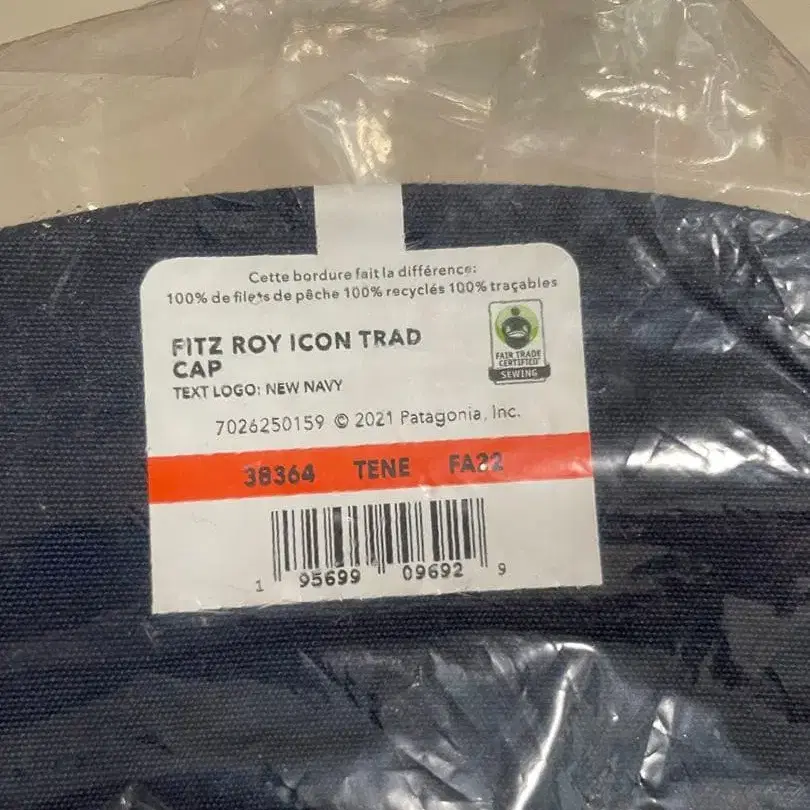 Cette bordure fait la différence:
100% de filets de pêche 100% recyclés 100% traçables
FITZ ROY ICON TRAD
CAP
TEXT LOGO: NEW NAVY
FAIR TRADE
CERTIFIED
SEWING
7026250159 © 2021 Patagonia, Inc.
38364 TENE FA22
1 95699 09692 9